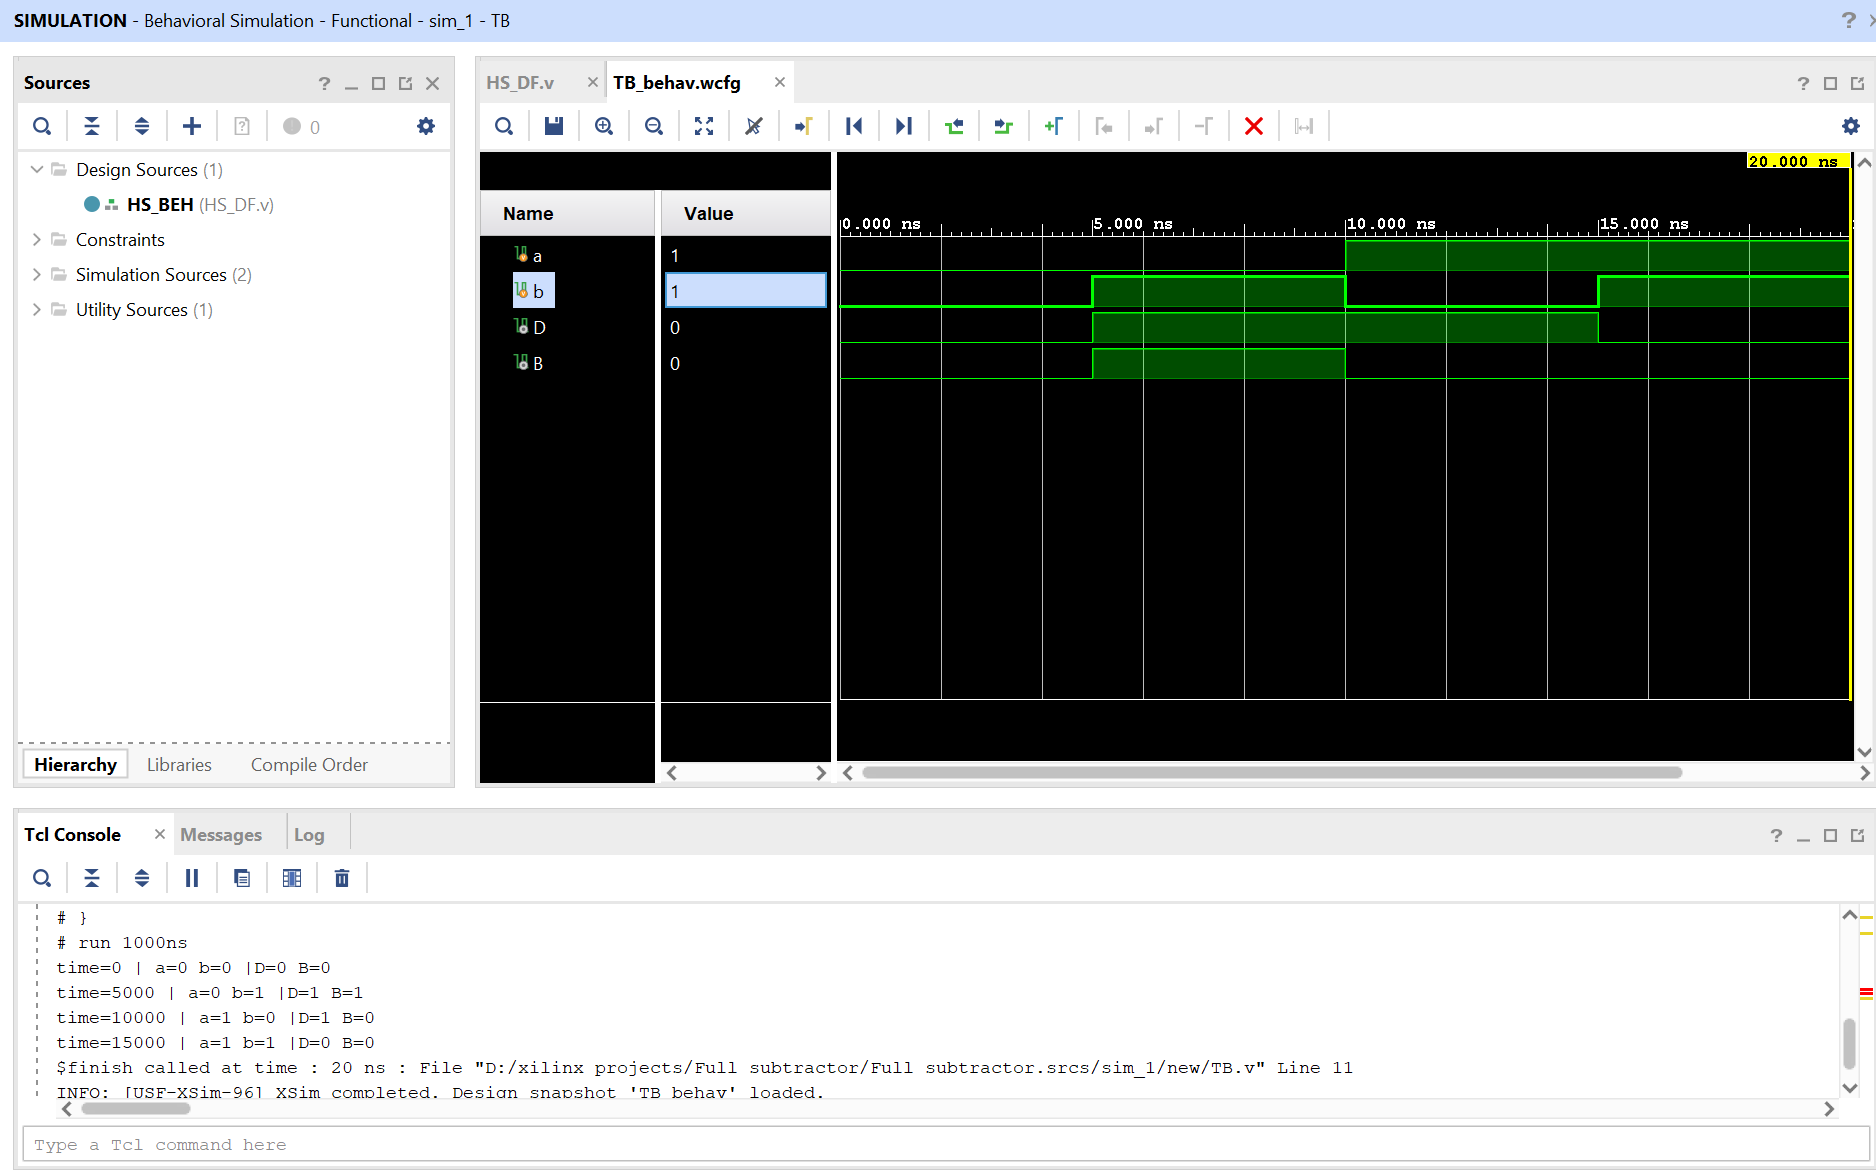 SIMULATION - Behavioral Simulation - Functional - sim_1 - TB
?
Sources
?
0
Design Sources (1)
HS_BEH (HS_DF.v)
Constraints
Simulation Sources (2)
Utility Sources (1)
Hierarchy
Libraries
Compile Order
HS_DF.v
TB_behav.wcfg
?
20.000 ns
Name
Value
0.000 ns
5.000 ns
10.000 ns
15.000 ns
a
1
b
1
D
0
B
0
Tcl Console
Messages
Log
?
# }
# run 1000ns
time=0 | a=0 b=0 |D=0 B=0
time=5000 | a=0 b=1 |D=1 B=1
time=10000 | a=1 b=0 |D=1 B=0
time=15000 | a=1 b=1 |D=0 B=0
$finish called at time : 20 ns : File "D:/xilinx projects/Full subtractor/Full subtractor.srcs/sim_1/new/TB.v" Line 11
INFO: [USF-XSim-96] XSim completed. Design snapshot 'TB_behav' loaded.
Type a Tcl command here